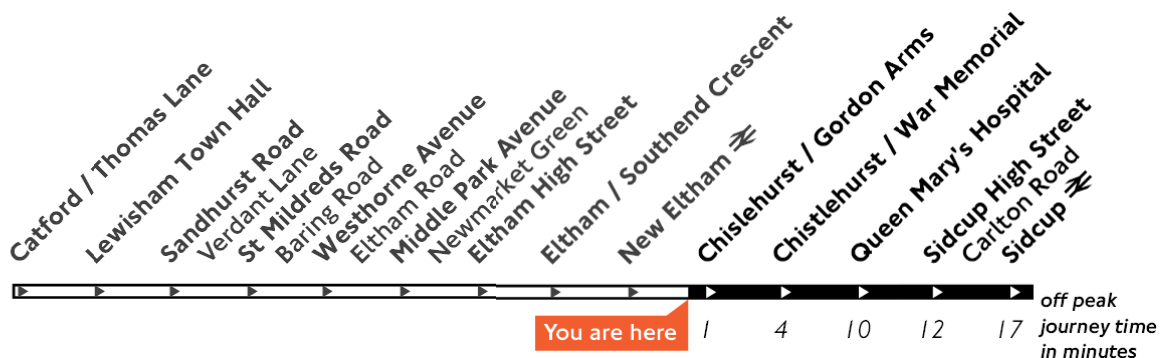 Catford / Thomas Lane
Lewisham Town Hall
Sandhurst Road
Verdant Lane
St Mildreds Road
Baring Road
Westhorne Avenue
Eltham Road
Middle Park Avenue
Newmarket Green
Eltham High Street
Eltham / Southend Crescent
New Eltham
Chislehurst / Gordon Arms
Chistlehurst / War Memorial
Queen Mary's Hospital
Sidcup High Street
Carlton Road
Sidcup
You are here
1 4 10 12 17
off peak
journey time
in minutes